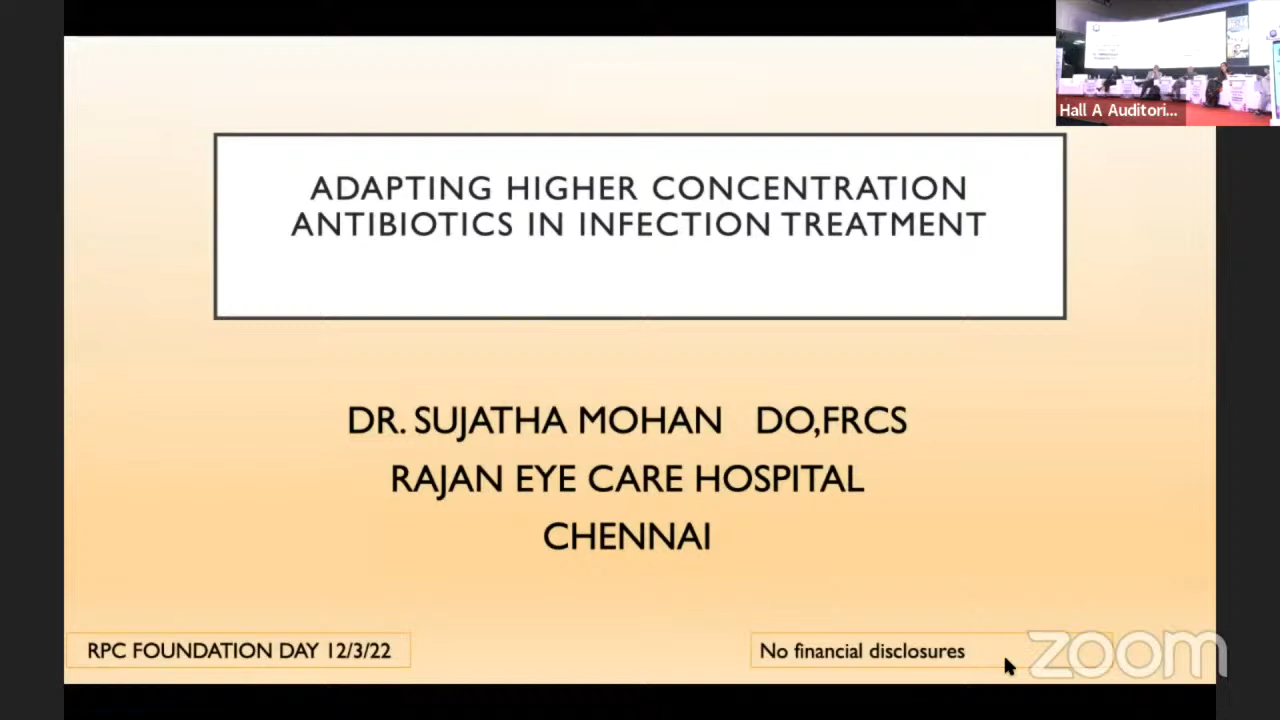 Hall A Auditori...
ADAPTING HIGHER CONCENTRATION
ANTIBIOTICS IN INFECTION TREATMENT
DR. SUJATHA MOHAN DO,FRCS
RAJAN EYE CARE HOSPITAL
CHENNAI
RPC FOUNDATION DAY 12/3/22
No financial disclosures
zoom